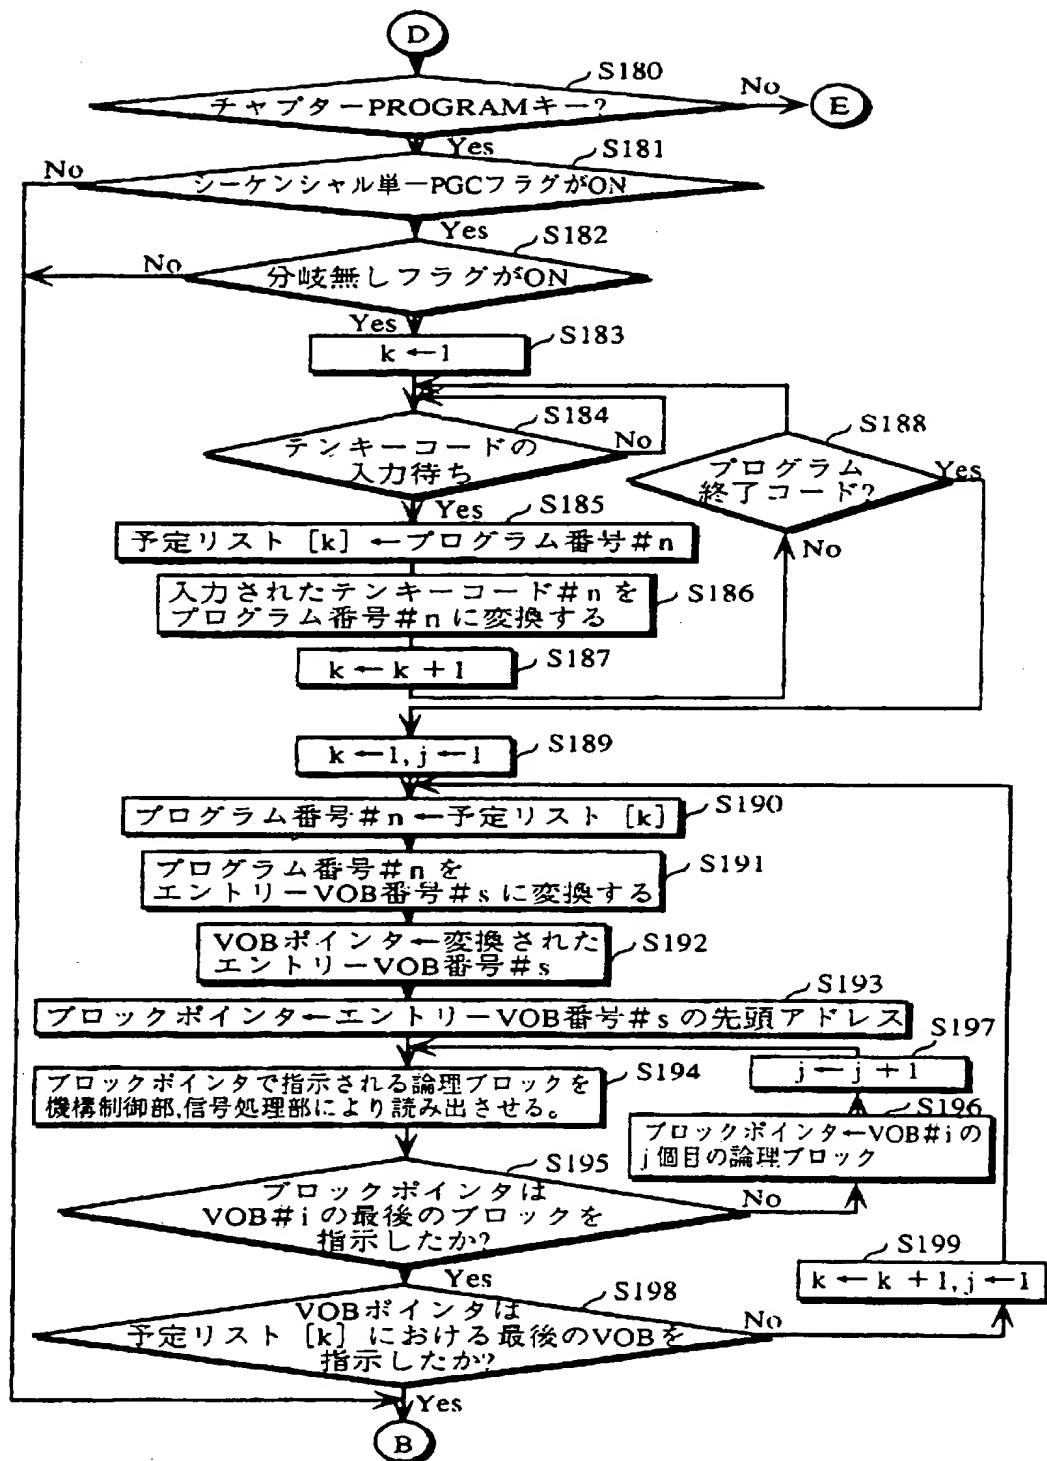 D
S180
チャプターPROGRAMキー?
No
E
Yes
S181
No
シーケンシャル単一PGCフラグがON
Yes
S182
No
分岐無しフラグがON
Yes
S183
k←1
S184
テンキーコードの
入力待ち
No
S188
プログラム
終了コード?
Yes
No
Yes
S185
予定リスト [k] ←プログラム番号#n
S186
入力されたテンキーコード#nを
プログラム番号#nに変換する
S187
k ← k + 1
S189
k←1, j←1
S190
プログラム番号#n←予定リスト [k]
S191
プログラム番号#nを
エントリーVOB番号#sに変換する
S192
VOBポインタ←変換された
エントリーVOB番号#s
S193
ブロックポインタ←エントリーVOB番号#sの先頭アドレス
S197
j←j+1
S194
ブロックポインタで指示される論理ブロックを
機構制御部,信号処理部により読み出させる。
S196
ブロックポインタ←VOB#iの
j個目の論理ブロック
S195
ブロックポインタは
VOB#iの最後のブロックを
指示したか?
No
Yes
S199
k ← k + 1, j ← 1
S198
VOBポインタは
予定リスト [k] における最後のVOBを
指示したか?
No
Yes
B